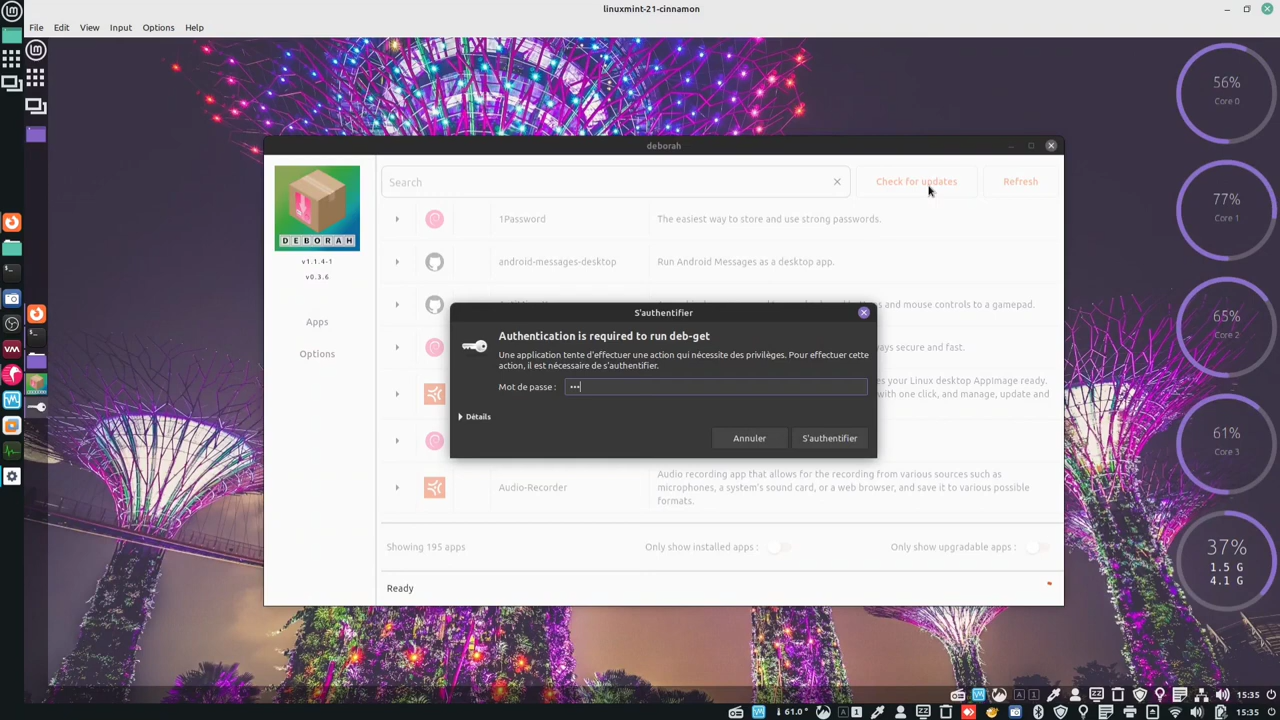 linuxmint-21-cinnamon
File Edit View Input Options Help
deborah
DEBORAH
v1.1.4-1
v0.3.6
Apps
Options
Search
Check for updates
Refresh
1Password
The easiest way to store and use strong passwords.
android-messages-desktop
Run Android Messages as a desktop app.
and mouse controls to a gamepad.
ays secure and fast.
es your Linux desktop AppImage ready.
with one click, and manage, update and
Audio-Recorder
Audio recording app that allows for the recording from various sources such as
microphones, a system's sound card, or a web browser, and save it to various possible
formats.
Showing 195 apps
Only show installed apps :
Only show upgradable apps :
Ready
S'authentifier
Authentication is required to run deb-get
Une application tente d'effectuer une action qui nécessite des privilèges. Pour effectuer cette
action, il est nécessaire de s'authentifier.
Mot de passe : •••
Détails
Annuler
S'authentifier
56%
Core 0
77%
Core 1
65%
Core 2
61%
Core 3
37%
1.5 G
4.1 G
A 1
15:35
61.0°
A 1
15:35